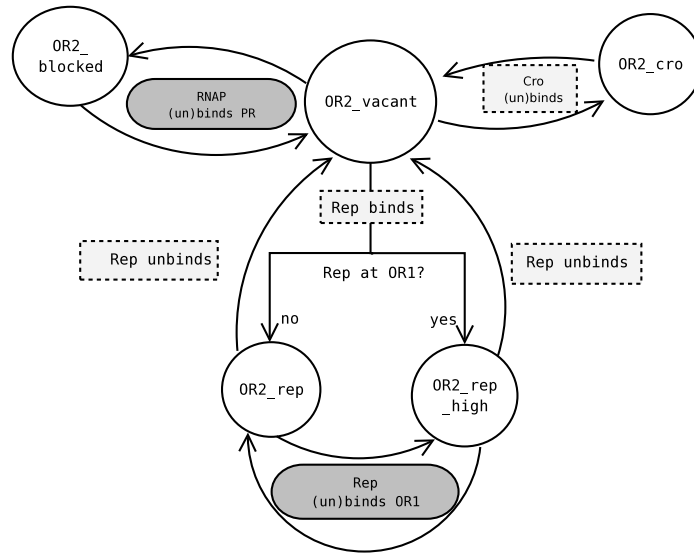 OR2_
blocked
RNAP
(un)binds PR
OR2_vacant
Cro
(un)binds
OR2_cro
Rep binds
Rep unbinds
Rep at OR1?
Rep unbinds
no
yes
OR2_rep
OR2_rep
_high
Rep
(un)binds OR1